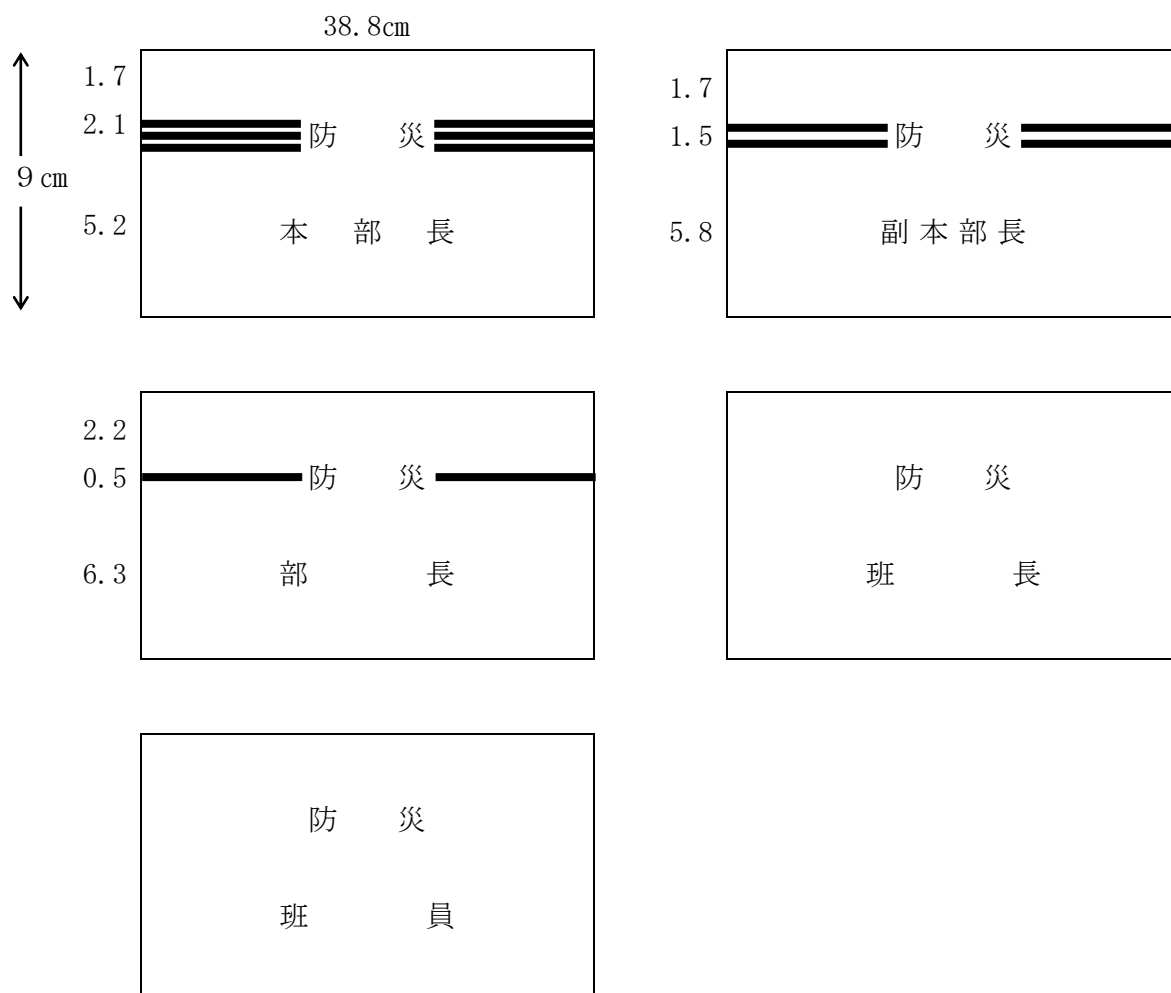 38.8cm
9㎝
1.7
2.1
5.2
防　　災
本　部　長
1.7
1.5
5.8
防　　災
副本部長
2.2
0.5
6.3
防　　災
部　　　長
防　　災
班　　　長
防　　災
班　　　員